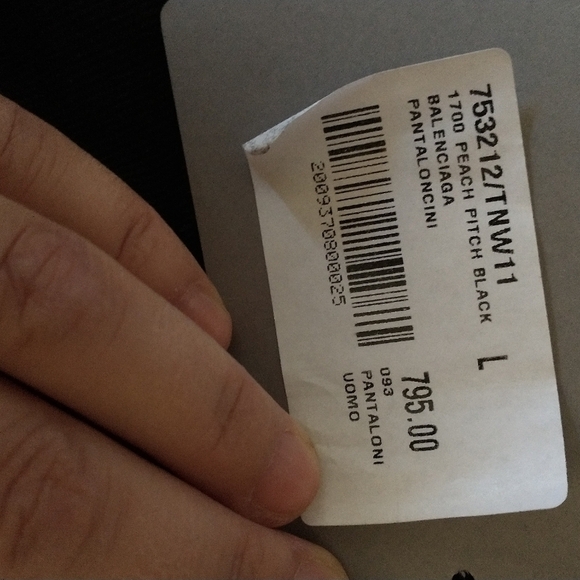 753212/TNW11
1700 PEACH PITCH BLACK L
BALENCIAGA
PANTALONCINI
2009370800025
795.00
093
PANTALONI
UOMO